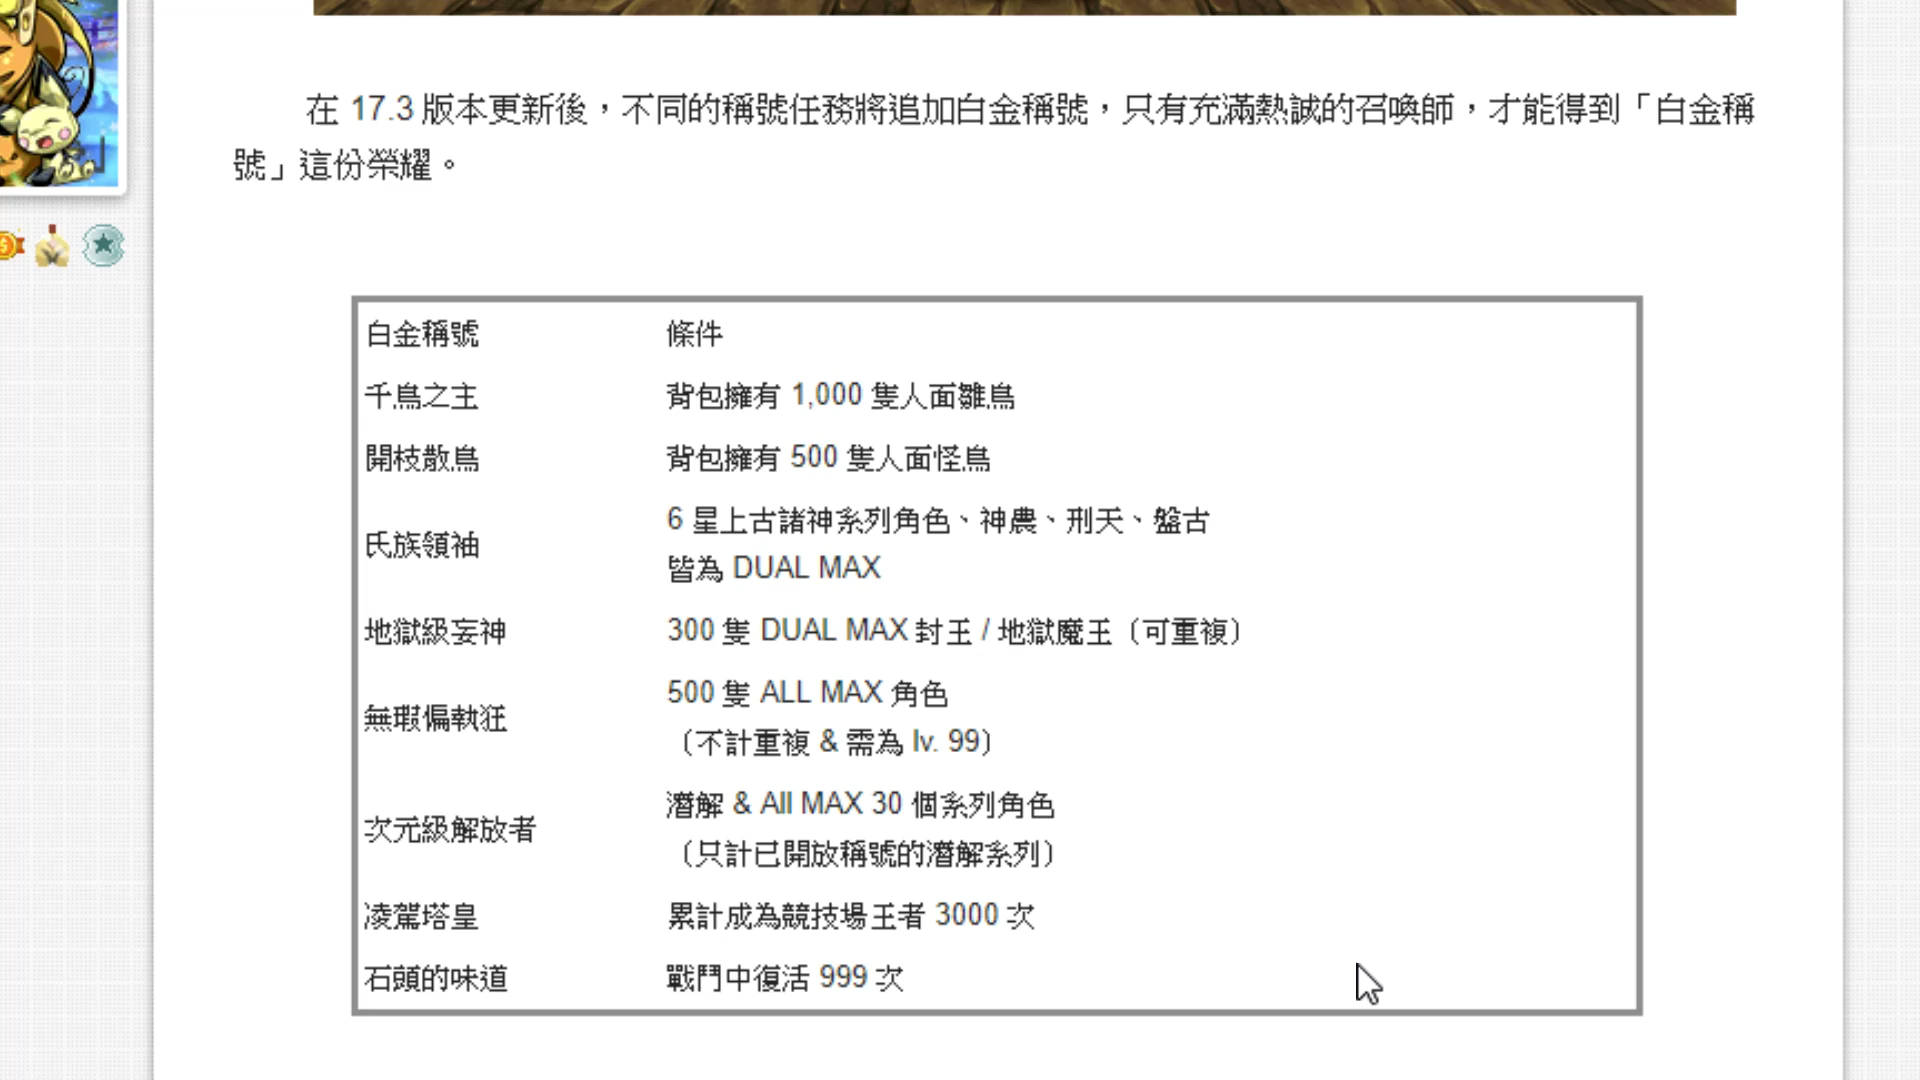 在 17.3 版本更新後，不同的稱號任務將追加白金稱號，只有充滿熱誠的召喚師，才能得到「白金稱
號」這份榮耀。
白金稱號 條件
千鳥之主 背包擁有 1,000 隻人面雛鳥
開枝散鳥 背包擁有 500 隻人面怪鳥
氏族領袖 6 星上古諸神系列角色、神農、刑天、盤古
皆為 DUAL MAX
地獄級妄神 300 隻 DUAL MAX 封王 / 地獄魔王（可重複）
無瑕偏執狂 500 隻 ALL MAX 角色
（不計重複 & 需為 lv. 99）
次元級解放者 潛解 & All MAX 30 個系列角色
（只計已開放稱號的潛解系列）
凌駕塔皇 累計成為競技場王者 3000 次
石頭的味道 戰鬥中復活 999 次